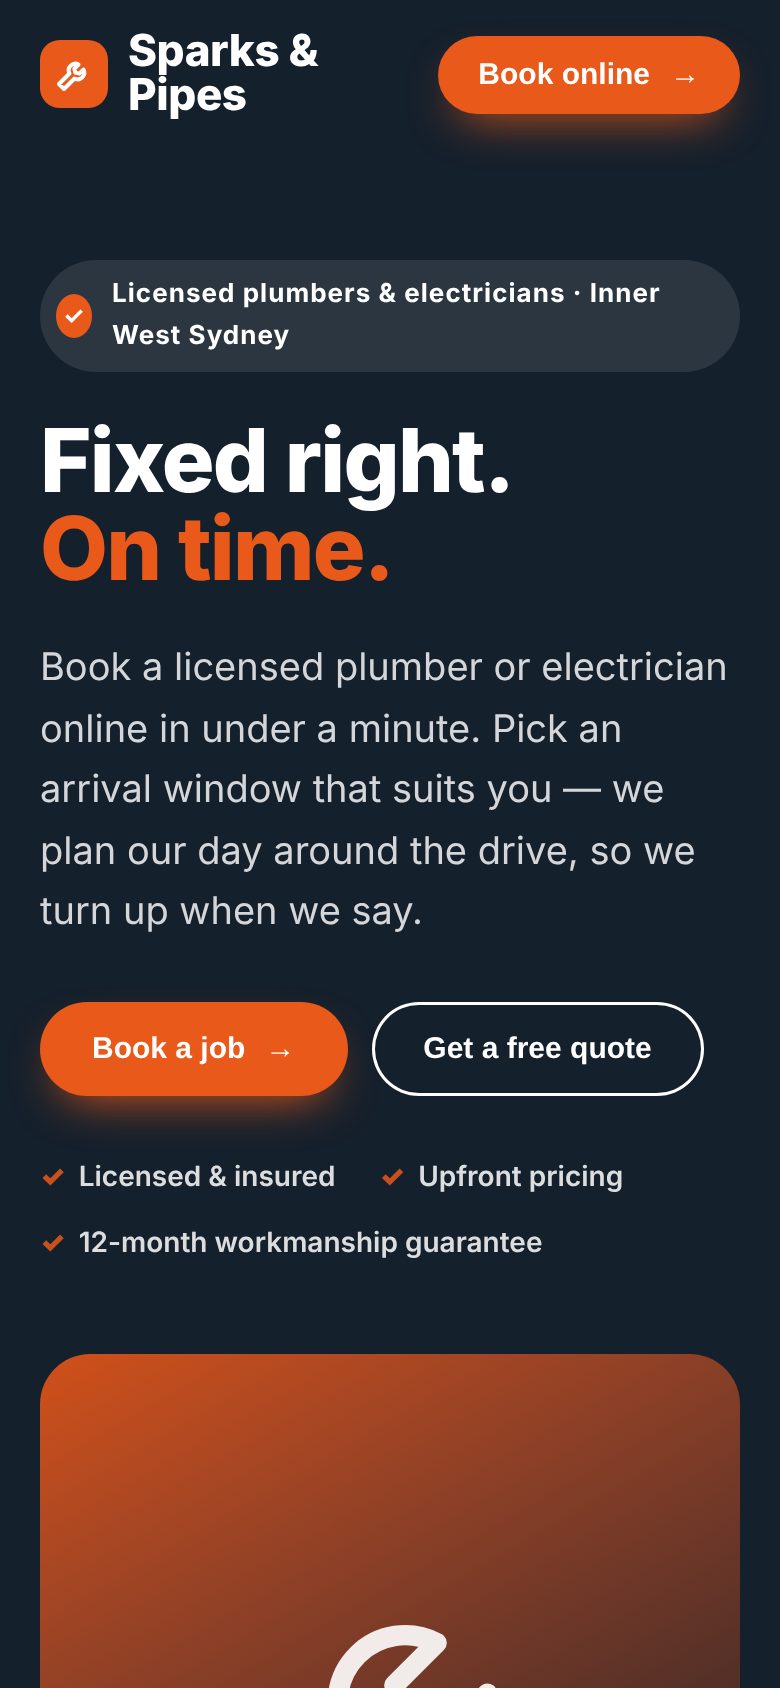 Sparks &
Pipes
Book online →
Licensed plumbers & electricians · Inner
West Sydney
Fixed right.
On time.
Book a licensed plumber or electrician
online in under a minute. Pick an
arrival window that suits you — we
plan our day around the drive, so we
turn up when we say.
Book a job →
Get a free quote
Licensed & insured
Upfront pricing
12-month workmanship guarantee